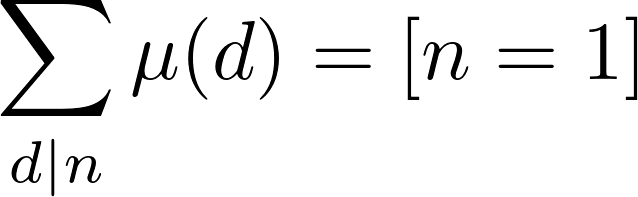 ∑_{d|n} μ(d) = [n = 1]